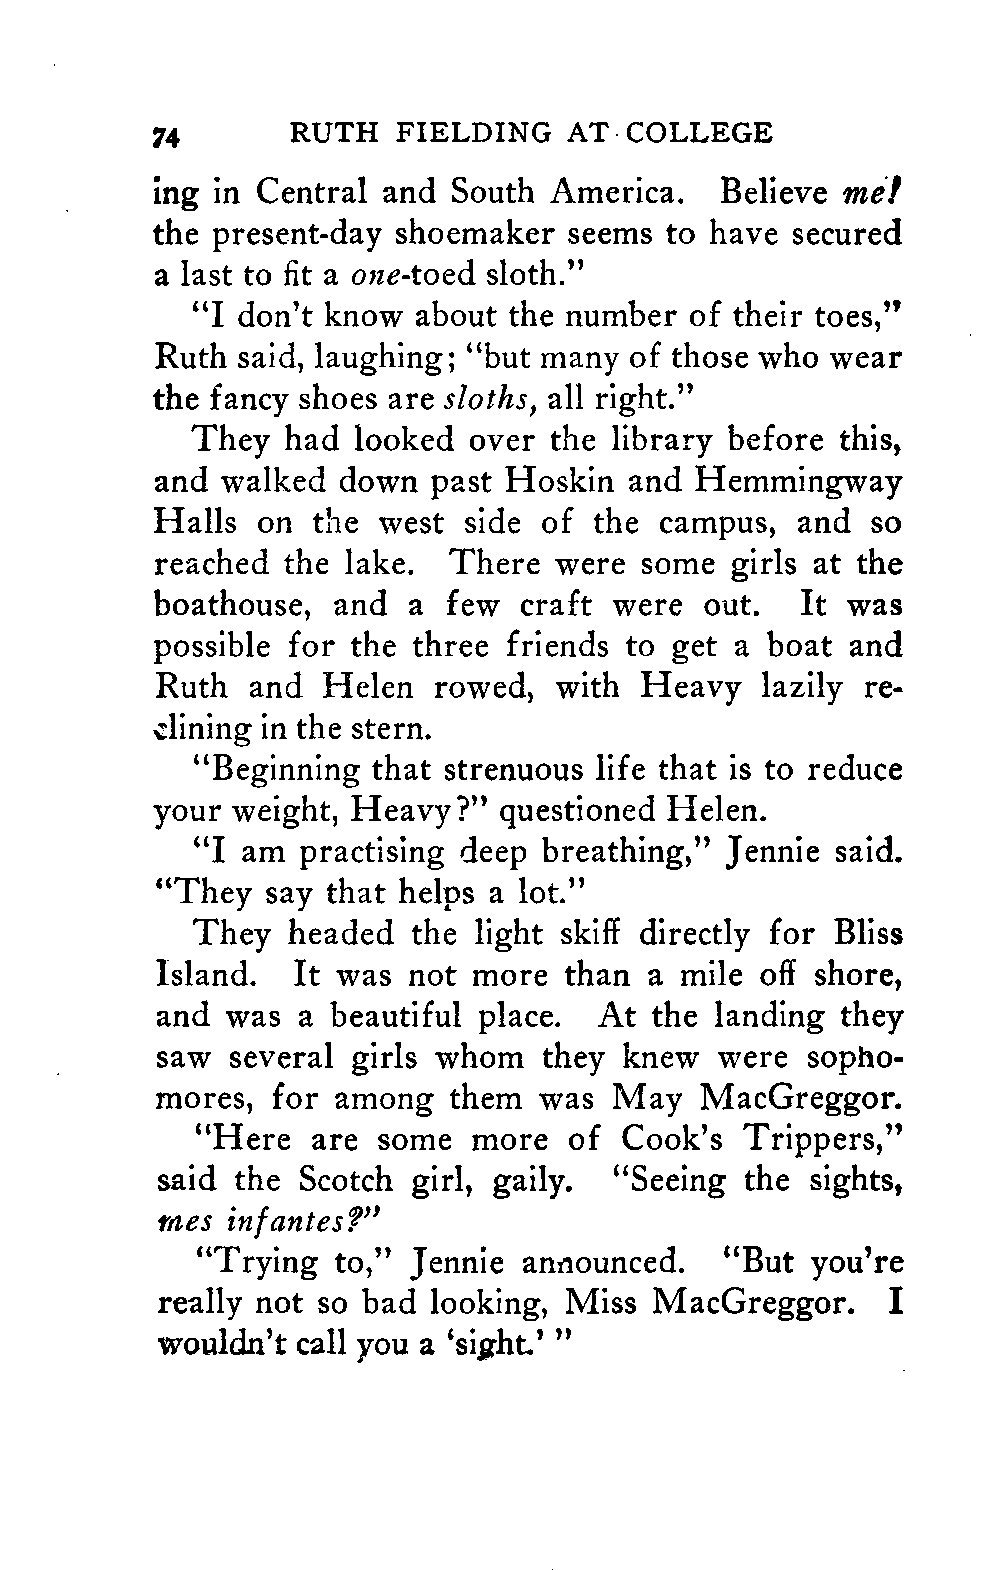 74 RUTH FIELDING AT COLLEGE
ing in Central and South America. Believe me!
the present-day shoemaker seems to have secured
a last to fit a one-toed sloth."
"I don't know about the number of their toes,"
Ruth said, laughing; "but many of those who wear
the fancy shoes are sloths, all right."
They had looked over the library before this,
and walked down past Hoskin and Hemmingway
Halls on the west side of the campus, and so
reached the lake. There were some girls at the
boathouse, and a few craft were out. It was
possible for the three friends to get a boat and
Ruth and Helen rowed, with Heavy lazily re-
clining in the stern.
"Beginning that strenuous life that is to reduce
your weight, Heavy?" questioned Helen.
"I am practising deep breathing," Jennie said.
"They say that helps a lot."
They headed the light skiff directly for Bliss
Island. It was not more than a mile off shore,
and was a beautiful place. At the landing they
saw several girls whom they knew were sopho-
mores, for among them was May MacGreggor.
"Here are some more of Cook's Trippers,"
said the Scotch girl, gaily. "Seeing the sights,
mes infantes?"
"Trying to," Jennie announced. "But you're
really not so bad looking, Miss MacGreggor. I
wouldn't call you a 'sight.' "